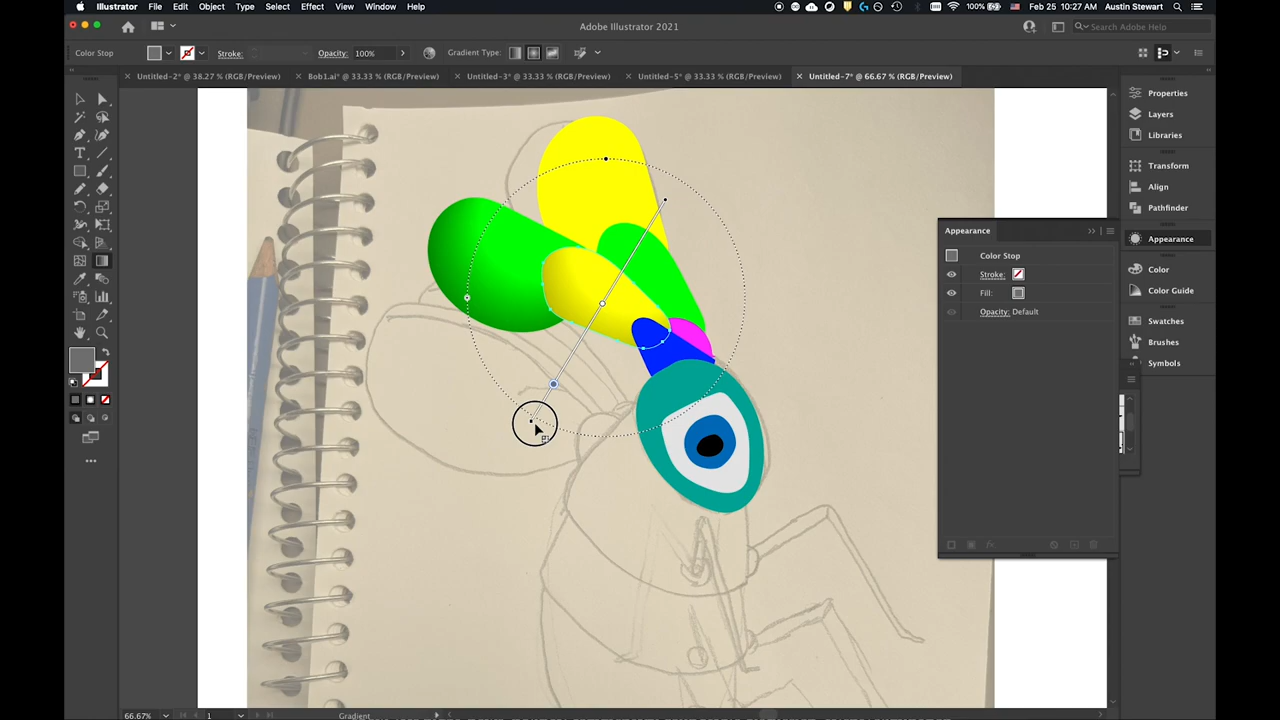 Illustrator File Edit Object Type Select Effect View Window Help 100% Fri Feb 5 10:27 AM Austin Stewart
Adobe Illustrator 2021
Search Adobe Help
Color Stop Stroke: Opacity: 100% Gradient Type:
Untitled-2* @ 38.27 % (RGB/Preview) Bob1.ai* @ 33.33 % (RGB/Preview) Untitled-3* @ 33.33 % (RGB/Preview) Untitled-5* @ 33.33 % (RGB/Preview) Untitled-7* @ 66.67 % (RGB/Preview)
Properties
Layers
Libraries
Transform
Align
Pathfinder
Appearance
Color
Color Guide
Swatches
Brushes
Symbols
Appearance
Color Stop
Stroke:
Fill:
Opacity: Default
fx
66.67% 1 Gradient